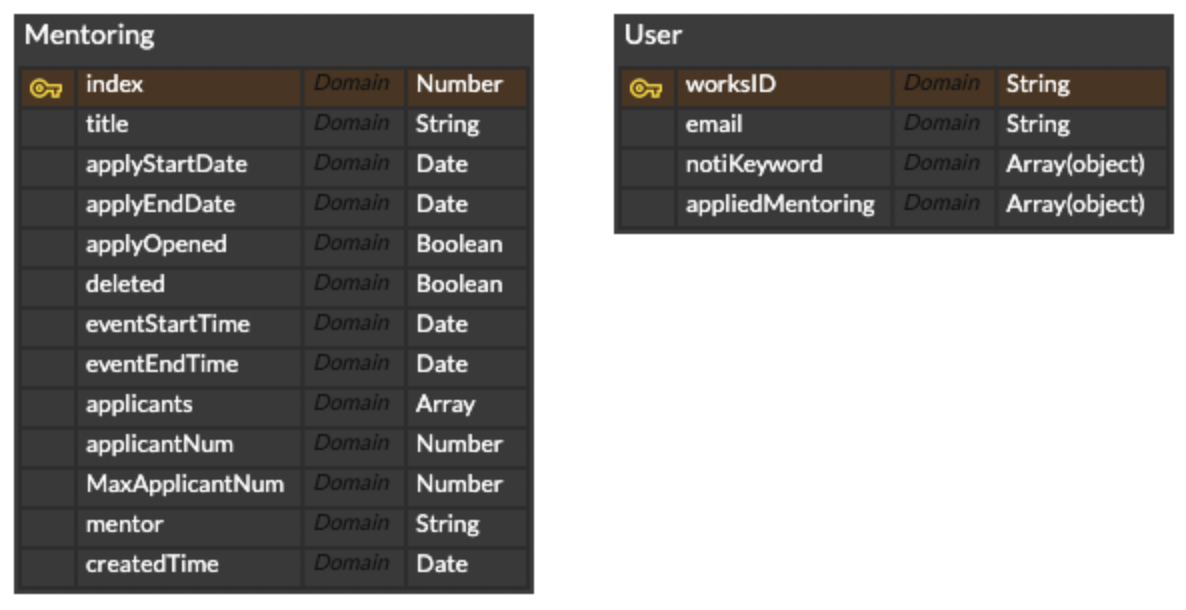 Mentoring
index Domain Number
title Domain String
applyStartDate Domain Date
applyEndDate Domain Date
applyOpened Domain Boolean
deleted Domain Boolean
eventStartTime Domain Date
eventEndTime Domain Date
applicants Domain Array
applicantNum Domain Number
MaxApplicantNum Domain Number
mentor Domain String
createdTime Domain Date
User
worksID Domain String
email Domain String
notiKeyword Domain Array(object)
appliedMentoring Domain Array(object)